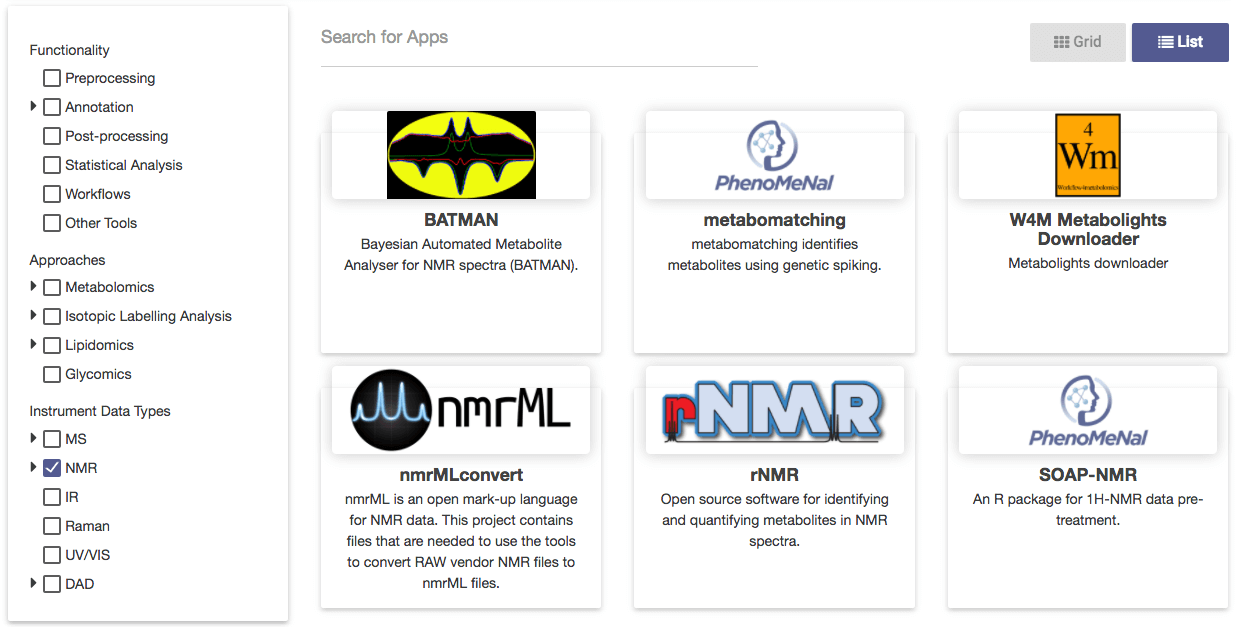 Functionality
Preprocessing
Annotation
Post-processing
Statistical Analysis
Workflows
Other Tools
Approaches
Metabolomics
Isotopic Labelling Analysis
Lipidomics
Glycomics
Instrument Data Types
MS
NMR
IR
Raman
UV/VIS
DAD
Search for Apps
Grid
List
BATMAN
Bayesian Automated Metabolite
Analyser for NMR spectra (BATMAN).
PhenoMeNal
metabomatching
metabomatching identifies
metabolites using genetic spiking.
4
Wm
Workflow4metabolomics
W4M Metabolights
Downloader
Metabolights downloader
nmrML
nmrMLconvert
nmrML is an open mark-up language
for NMR data. This project contains
files that are needed to use the tools
to convert RAW vendor NMR files to
nmrML files.
rNMR
rNMR
Open source software for identifying
and quantifying metabolites in NMR
spectra.
PhenoMeNal
SOAP-NMR
An R package for 1H-NMR data pre-
treatment.